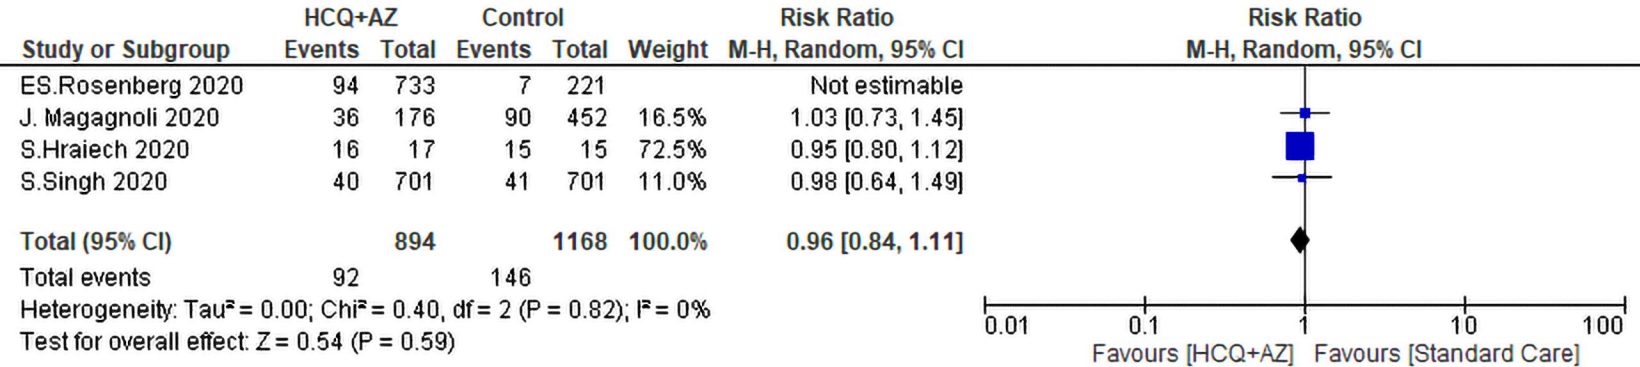 HCQ+AZ Control Risk Ratio Risk Ratio
Study or Subgroup Events Total Events Total Weight M-H, Random, 95% CI M-H, Random, 95% CI
ES.Rosenberg 2020 94 733 7 221 Not estimable
J. Magagnoli 2020 36 176 90 452 16.5% 1.03 [0.73, 1.45]
S.Hraiech 2020 16 17 15 15 72.5% 0.95 [0.80, 1.12]
S.Singh 2020 40 701 41 701 11.0% 0.98 [0.64, 1.49]
Total (95% CI) 894 1168 100.0% 0.96 [0.84, 1.11]
Total events 92 146
Heterogeneity: Tau² = 0.00; Chi² = 0.40, df = 2 (P = 0.82); I² = 0%
Test for overall effect: Z = 0.54 (P = 0.59)
0.01 0.1 1 10 100
Favours [HCQ+AZ] Favours [Standard Care]